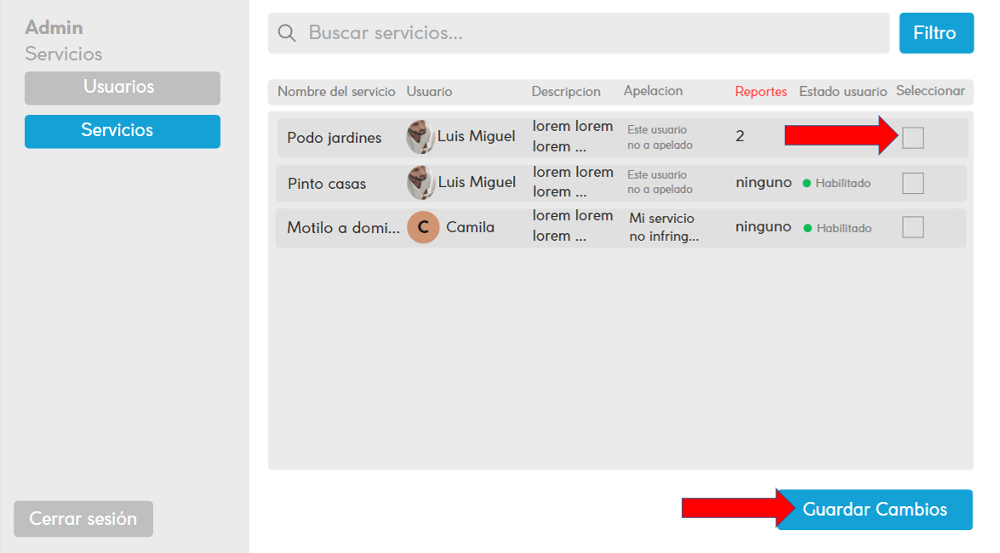 Admin
Servicios
Usuarios
Servicios
Cerrar sesión
Buscar servicios...
Filtro
Nombre del servicio Usuario Descripcion Apelacion Reportes Estado usuario Seleccionar
Podo jardines
Luis Miguel
lorem lorem
lorem ...
Este usuario
no a apelado
2
Pinto casas
Luis Miguel
lorem lorem
lorem ...
Este usuario
no a apelado
ninguno
Habilitado
Motilo a domi...
C
Camila
lorem lorem
lorem ...
Mi servicio
no infring...
ninguno
Habilitado
Guardar Cambios